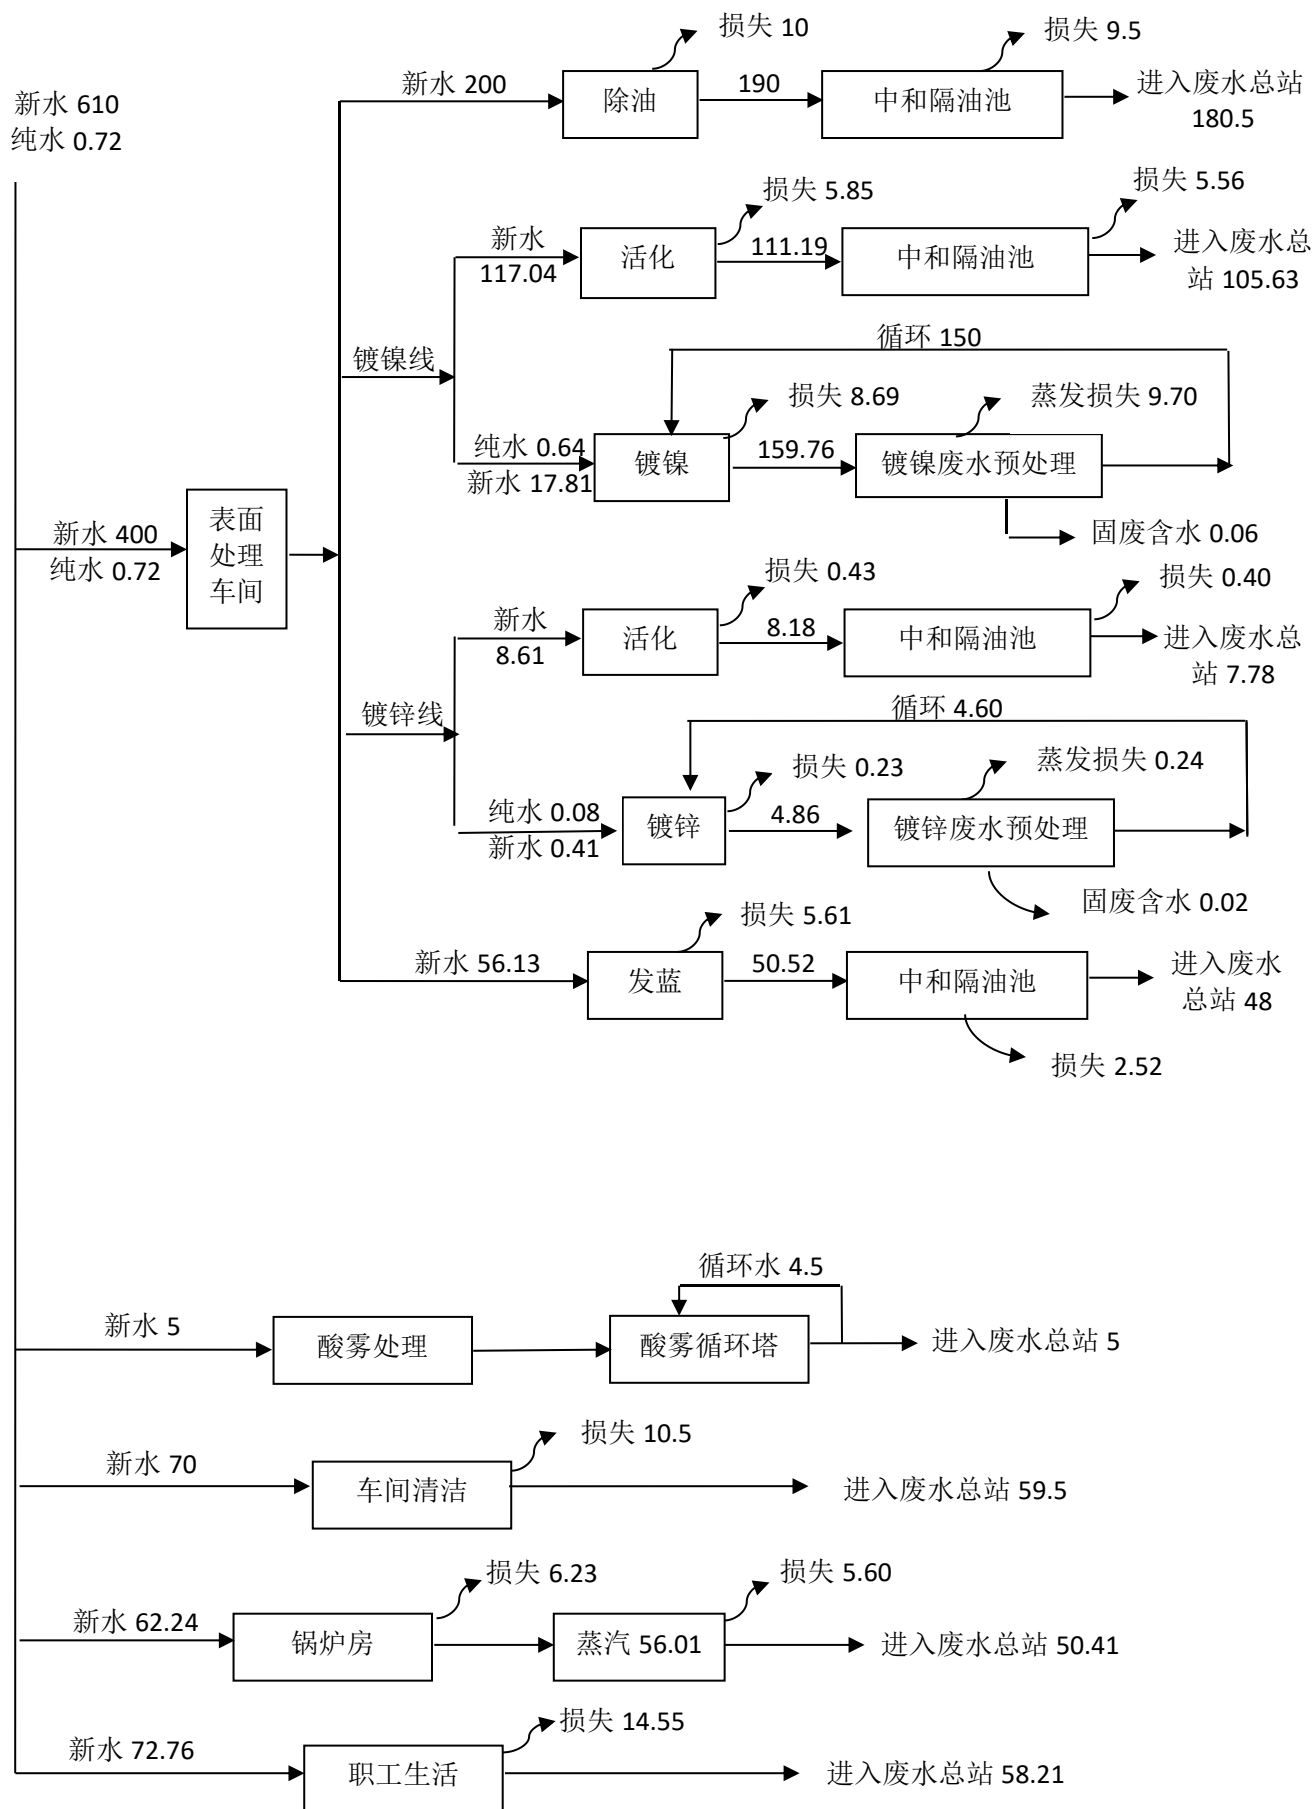 新水 610
纯水 0.72
损失 10
新水 200
除油
190
损失 9.5
中和隔油池
进入废水总站
180.5
损失 5.85
损失 5.56
新水
117.04
活化
111.19
中和隔油池
进入废水总
站 105.63
循环 150
镀镍线
损失 8.69
蒸发损失 9.70
纯水 0.64
新水 17.81
镀镍
159.76
镀镍废水预处理
固废含水 0.06
新水 400
纯水 0.72
表面
处理
车间
损失 0.43
损失 0.40
新水
8.61
活化
8.18
中和隔油池
进入废水总
站 7.78
循环 4.60
镀锌线
损失 0.23
蒸发损失 0.24
纯水 0.08
新水 0.41
镀锌
4.86
镀锌废水预处理
固废含水 0.02
损失 5.61
新水 56.13
发蓝
50.52
中和隔油池
进入废水
总站 48
损失 2.52
循环水 4.5
新水 5
酸雾处理
酸雾循环塔
进入废水总站 5
损失 10.5
新水 70
车间清洁
进入废水总站 59.5
损失 6.23
损失 5.60
新水 62.24
锅炉房
蒸汽 56.01
进入废水总站 50.41
损失 14.55
新水 72.76
职工生活
进入废水总站 58.21